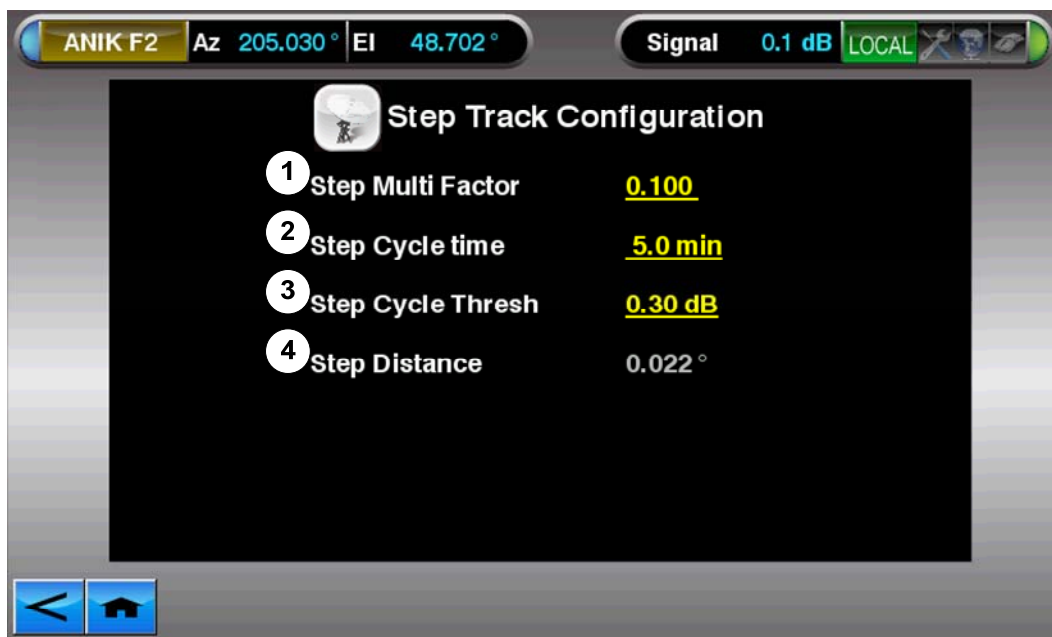 ANIK F2 Az 205.030° El 48.702° Signal 0.1 dB LOCAL
Step Track Configuration
1 Step Multi Factor 0.100
2 Step Cycle time 5.0 min
3 Step Cycle Thresh 0.30 dB
4 Step Distance 0.022°